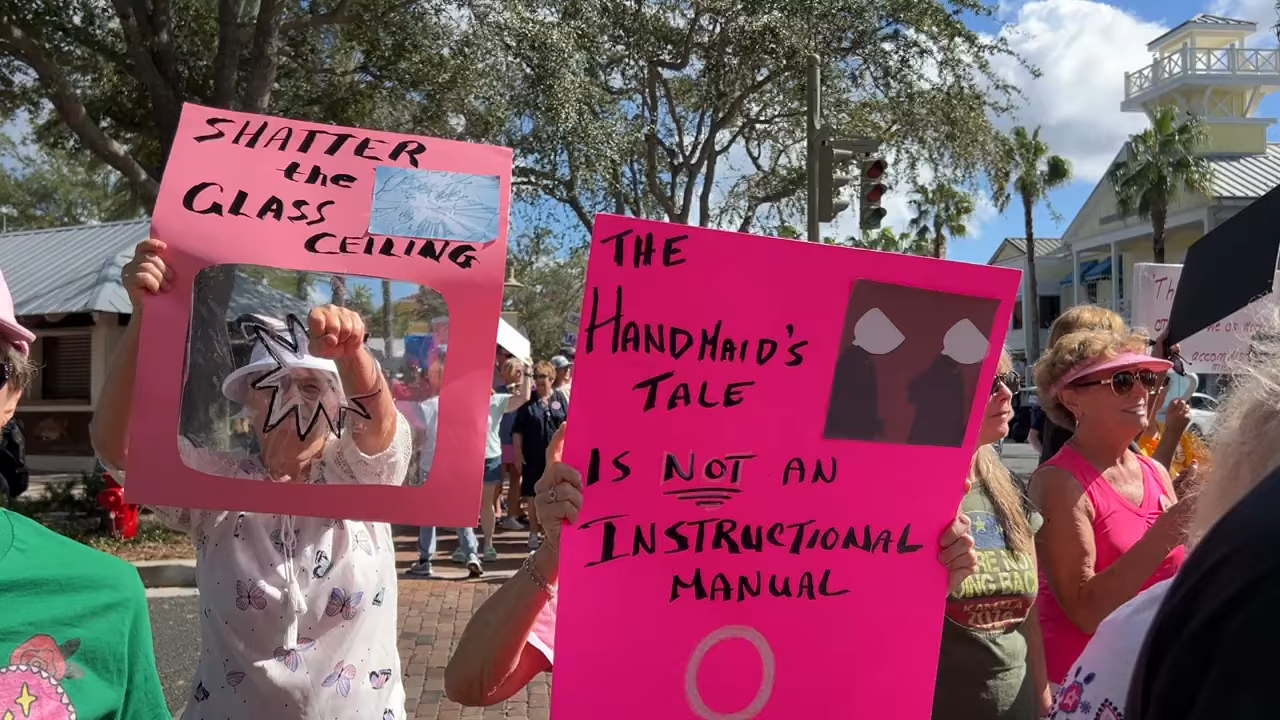 SHATTER
the
GLASS
CEILING
THE
HANDMAID'S
TALE
IS NOT AN
INSTRUCTIONAL
MANUAL